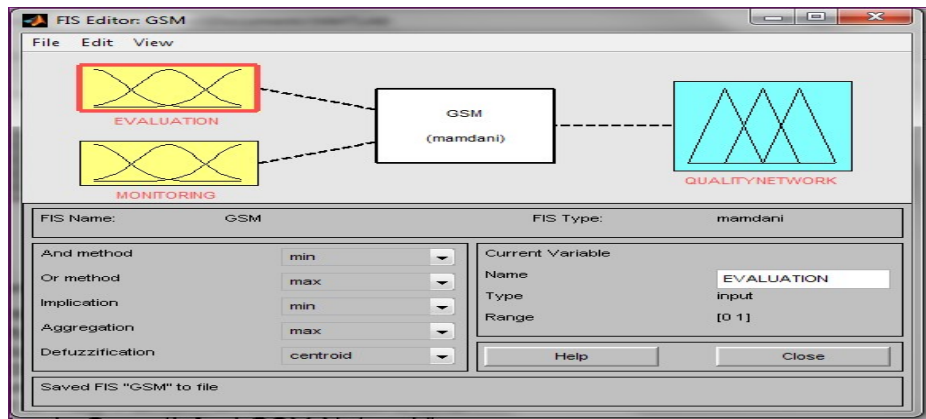 FIS Editor: GSM
File Edit View
EVALUATION
MONITORING
GSM
(mamdani)
QUALITYNETWORK
FIS Name: GSM FIS Type: mamdani
And method min
Or method max
Implication min
Aggregation max
Defuzzification centroid
Current Variable
Name EVALUATION
Type input
Range [0 1]
Help Close
Saved FIS "GSM" to file